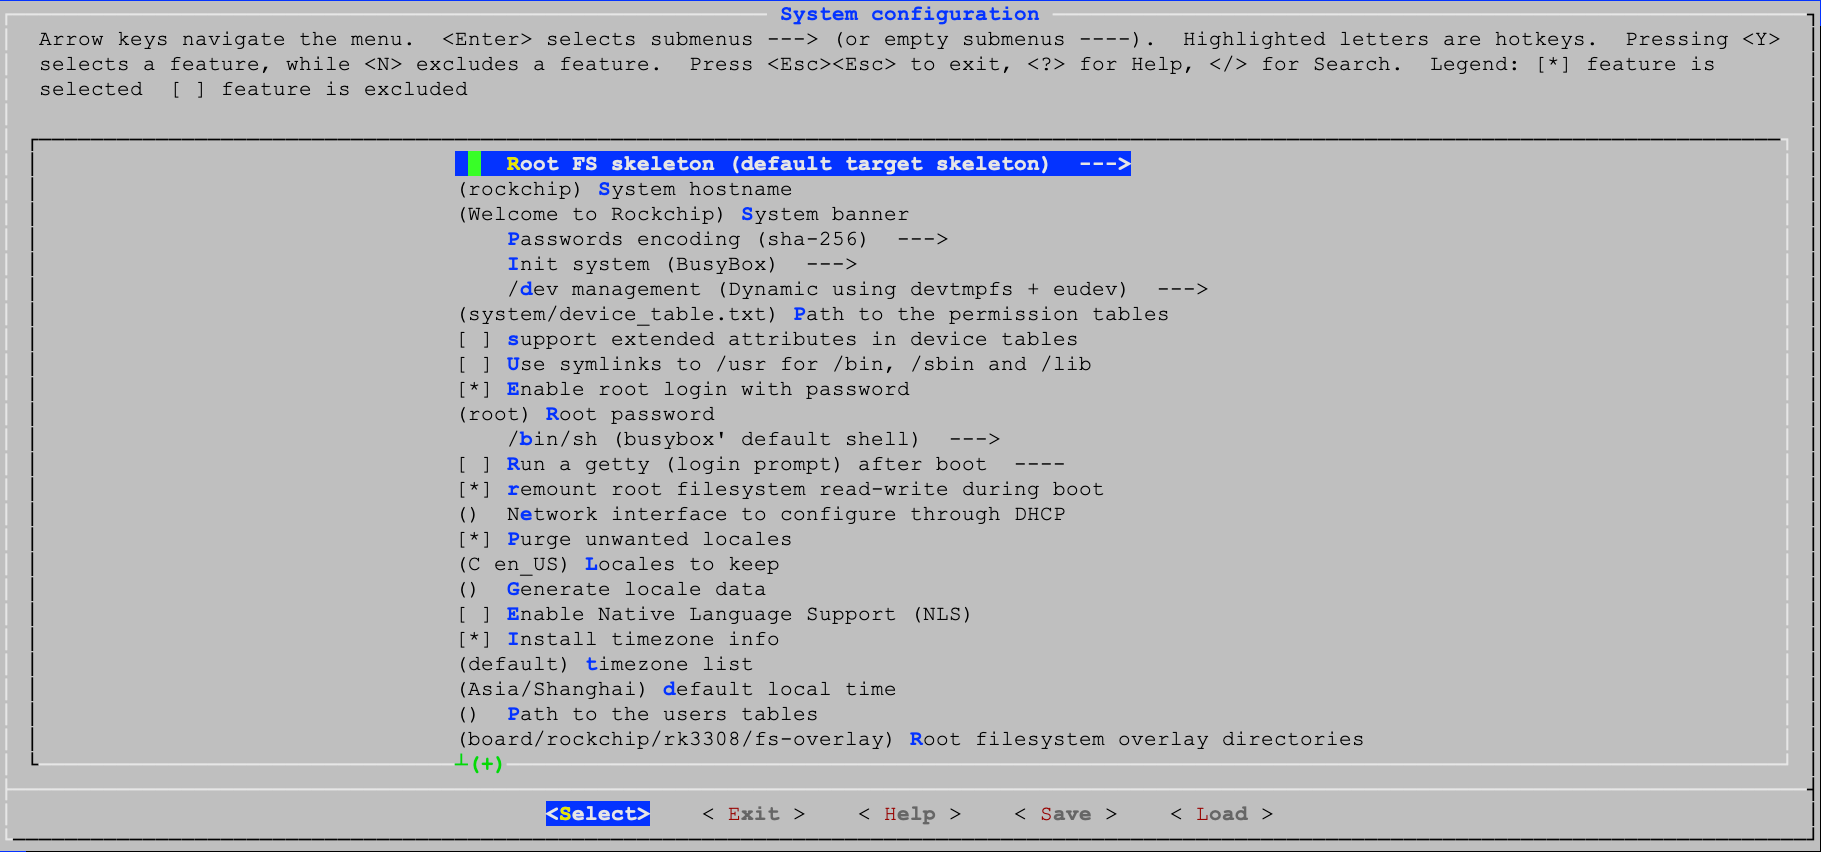 System configuration
Arrow keys navigate the menu.  <Enter> selects submenus ---> (or empty submenus ----).  Highlighted letters are hotkeys.  Pressing <Y>
selects a feature, while <N> excludes a feature.  Press <Esc><Esc> to exit, <?> for Help, </> for Search.  Legend: [*] feature is
selected  [ ] feature is excluded
Root FS skeleton (default target skeleton)  --->
(rockchip) System hostname
(Welcome to Rockchip) System banner
Passwords encoding (sha-256)  --->
Init system (BusyBox)  --->
/dev management (Dynamic using devtmpfs + eudev)  --->
(system/device_table.txt) Path to the permission tables
[ ] support extended attributes in device tables
[ ] Use symlinks to /usr for /bin, /sbin and /lib
[*] Enable root login with password
(root) Root password
/bin/sh (busybox' default shell)  --->
[ ] Run a getty (login prompt) after boot  ----
[*] remount root filesystem read-write during boot
()  Network interface to configure through DHCP
[*] Purge unwanted locales
(C en_US) Locales to keep
()  Generate locale data
[ ] Enable Native Language Support (NLS)
[*] Install timezone info
(default) timezone list
(Asia/Shanghai) default local time
()  Path to the users tables
(board/rockchip/rk3308/fs-overlay) Root filesystem overlay directories
┴(+)
<Select>    < Exit >    < Help >    < Save >    < Load >